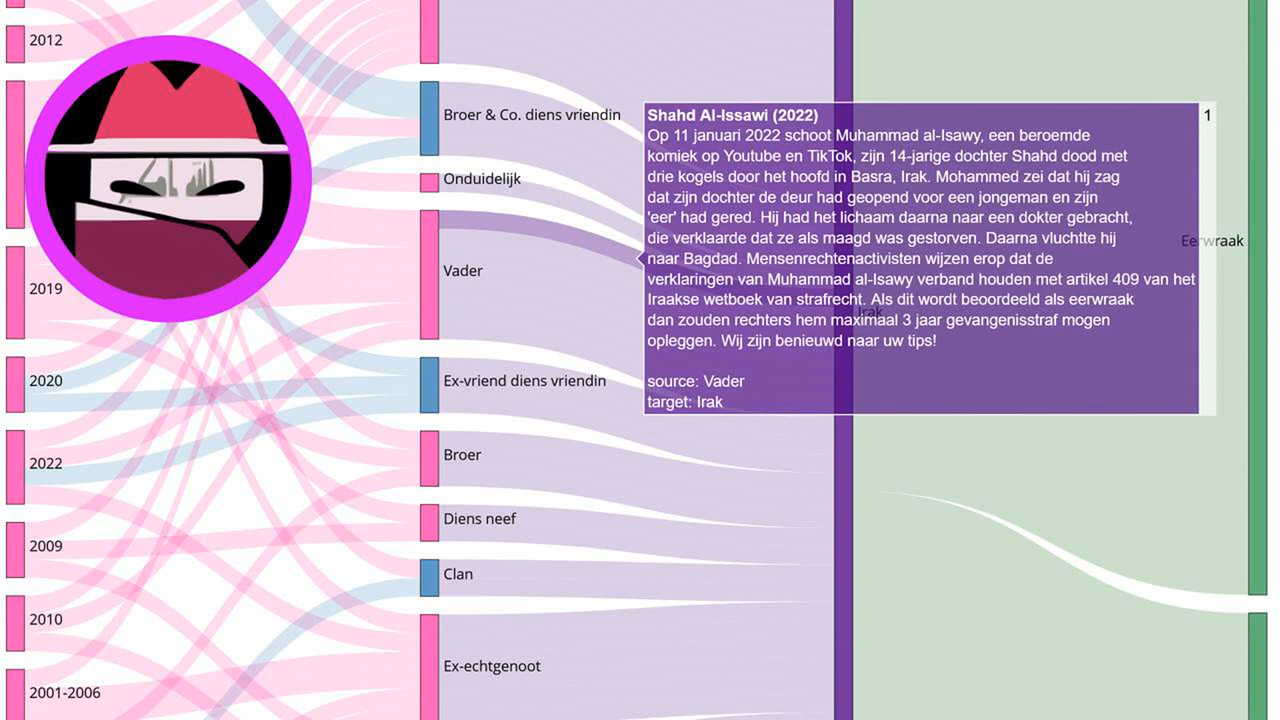 2012
2019
2020
2022
2009
2010
2001-2006
Broer & Co. diens vriendin
Onduidelijk
Vader
Ex-vriend diens vriendin
Broer
Diens neef
Clan
Ex-echtgenoot
Shahd Al-Issawi (2022)
Op 11 januari 2022 schoot Muhammad al-Isawy, een beroemde
komiek op Youtube en TikTok, zijn 14-jarige dochter Shahd dood met
drie kogels door het hoofd in Basra, Irak. Mohammed zei dat hij zag
dat zijn dochter de deur had geopend voor een jongeman en zijn
'eer' had gered. Hij had het lichaam daarna naar een dokter gebracht,
die verklaarde dat ze als maagd was gestorven. Daarna vluchtte hij
naar Bagdad. Mensenrechtenactivisten wijzen erop dat de
verklaringen van Muhammad al-Isawy verband houden met artikel 409 van het
Iraakse wetboek van strafrecht. Als dit wordt beoordeeld als eerwraak
dan zouden rechters hem maximaal 3 jaar gevangenisstraf mogen
opleggen. Wij zijn benieuwd naar uw tips!
source: Vader
target: Irak
1
Irak
Eerwraak